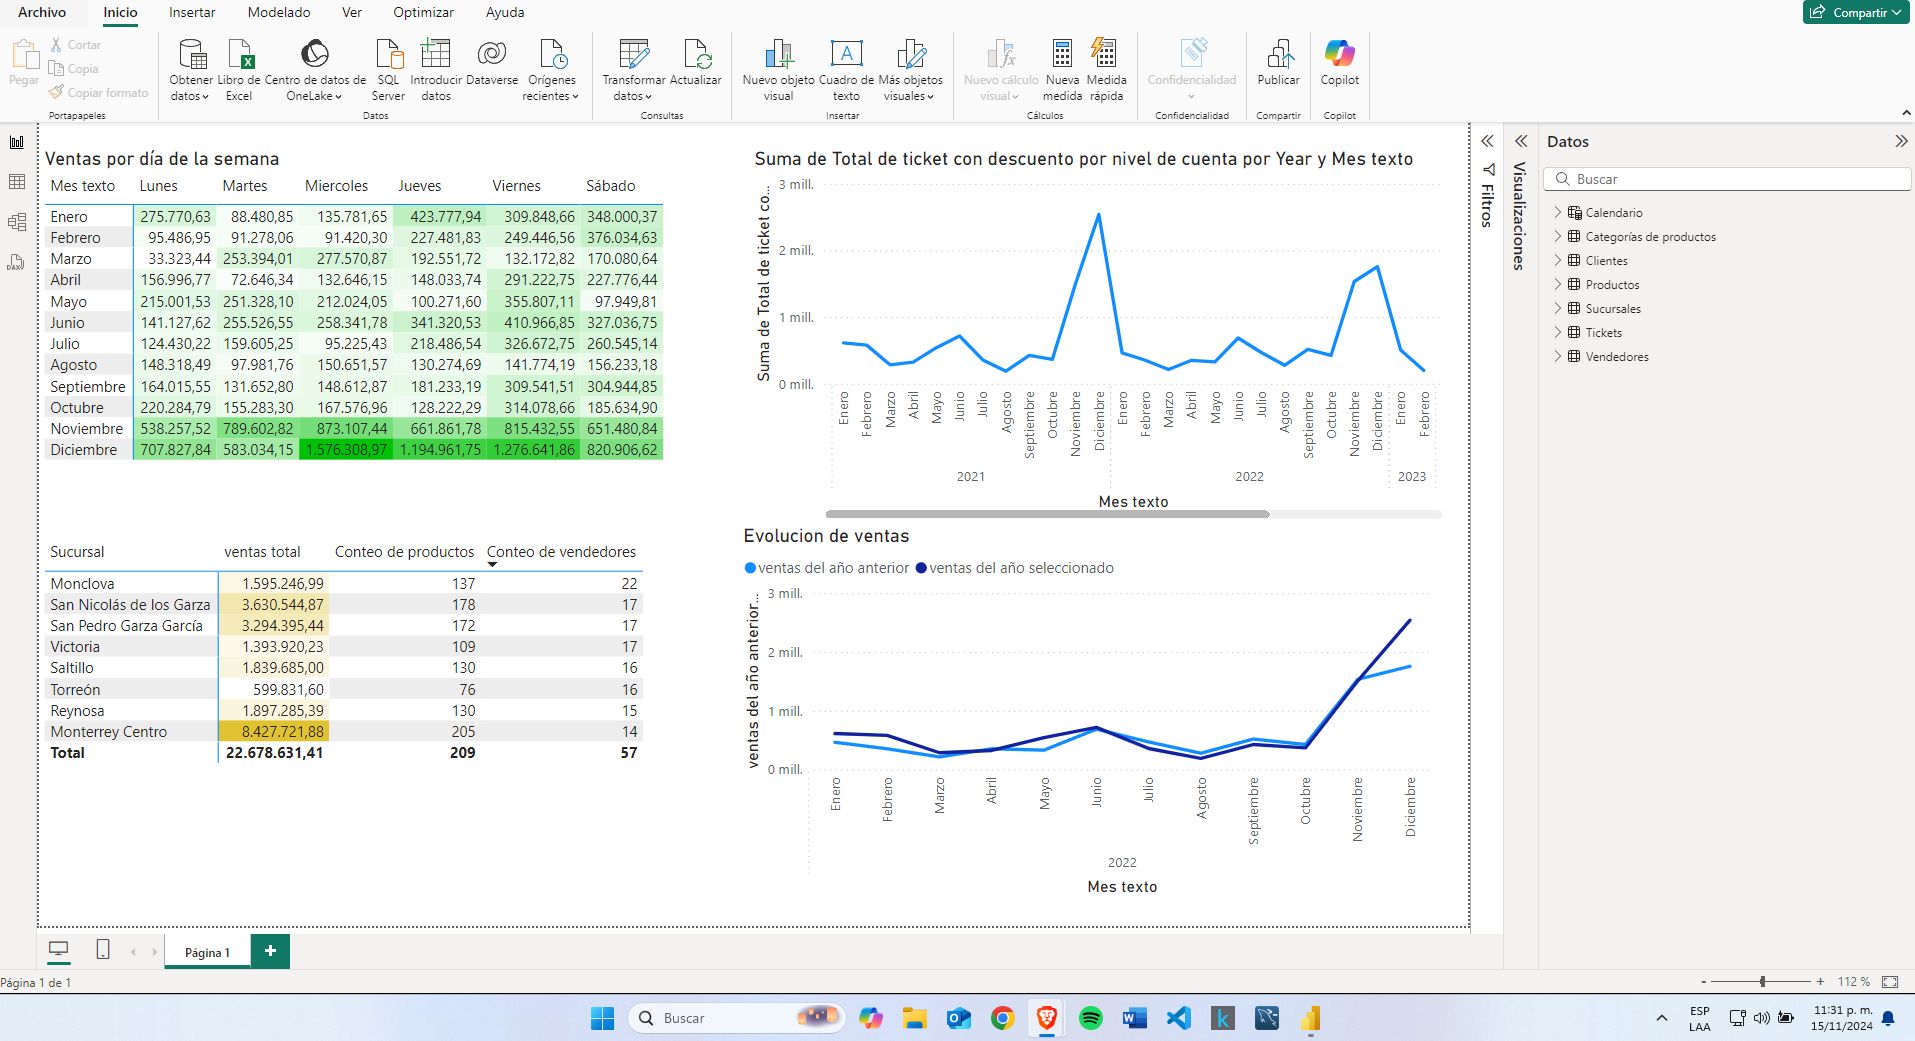 Archivo Inicio Insertar Modelado Ver Optimizar Ayuda Compartir
Pegar
Cortar
Copia
Copiar formato
Portapapeles
Obtener datos
Libro de Excel
Centro de datos de OneLake
SQL Server
Introducir datos
Dataverse
Orígenes recientes
Datos
Transformar datos
Actualizar
Consultas
Nuevo objeto visual
Cuadro de texto
Más objetos visuales
Insertar
Nuevo cálculo visual
Nueva medida
Medida rápida
Cálculos
Confidencialidad
Confidencialidad
Publicar
Compartir
Copilot
Copilot
Ventas por día de la semana
Mes texto Lunes Martes Miercoles Jueves Viernes Sábado
Enero 275.770,63 88.480,85 135.781,65 423.777,94 309.848,66 348.000,37
Febrero 95.486,95 91.278,06 91.420,30 227.481,83 249.446,56 376.034,63
Marzo 33.323,44 253.394,01 277.570,87 192.551,72 132.172,82 170.080,64
Abril 156.996,77 72.646,34 132.646,15 148.033,74 291.222,75 227.776,44
Mayo 215.001,53 251.328,10 212.024,05 100.271,60 355.807,11 97.949,81
Junio 141.127,62 255.526,55 258.341,78 341.320,53 410.966,85 327.036,75
Julio 124.430,22 159.605,25 95.225,43 218.486,54 326.672,75 260.545,14
Agosto 148.318,49 97.981,76 150.651,57 130.274,69 141.774,19 156.233,18
Septiembre 164.015,55 131.652,80 148.612,87 181.233,19 309.541,51 304.944,85
Octubre 220.284,79 155.283,30 167.576,96 128.222,29 314.078,66 185.634,90
Noviembre 538.257,52 789.602,82 873.107,44 661.861,78 815.432,55 651.480,84
Diciembre 707.827,84 583.034,15 1.576.308,97 1.194.961,75 1.276.641,86 820.906,62
Sucursal ventas total Conteo de productos Conteo de vendedores
Monclova 1.595.246,99 137 22
San Nicolás de los Garza 3.630.544,87 178 17
San Pedro Garza García 3.294.395,44 172 17
Victoria 1.393.920,23 109 17
Saltillo 1.839.685,00 130 16
Torreón 599.831,60 76 16
Reynosa 1.897.285,39 130 15
Monterrey Centro 8.427.721,88 205 14
Total 22.678.631,41 209 57
Suma de Total de ticket con descuento por nivel de cuenta por Year y Mes texto
Suma de Total de ticket co...
3 mill.
2 mill.
1 mill.
0 mill.
Enero Febrero Marzo Abril Mayo Junio Julio Agosto Septiembre Octubre Noviembre Diciembre Enero Febrero Marzo Abril Mayo Junio Julio Agosto Septiembre Octubre Noviembre Diciembre Enero Febrero
2021 2022 2023
Mes texto
Evolucion de ventas
ventas del año anterior ventas del año seleccionado
ventas del año anterior...
3 mill.
2 mill.
1 mill.
0 mill.
Enero Febrero Marzo Abril Mayo Junio Julio Agosto Septiembre Octubre Noviembre Diciembre
2022
Mes texto
Filtros
Visualizaciones
Datos
Buscar
Calendario
Categorías de productos
Clientes
Productos
Sucursales
Tickets
Vendedores
Página 1 +
Página 1 de 1
- + 112 %
Buscar
ESP
LAA
11:31 p. m.
15/11/2024